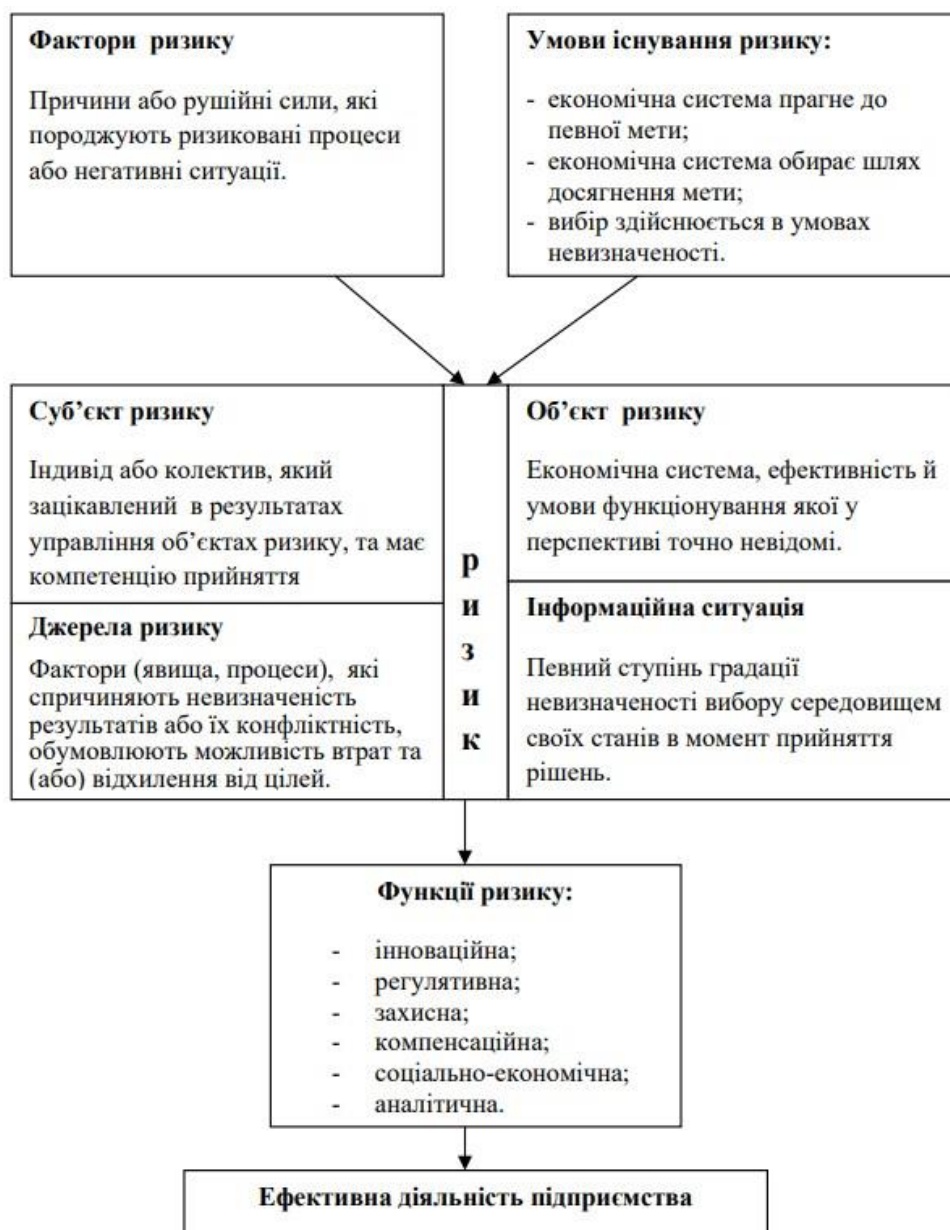 Фактори ризику
Причини або рушійні сили, які
породжують ризиковані процеси
або негативні ситуації.
Умови існування ризику:
- економічна система прагне до
певної мети;
- економічна система обирає шлях
досягнення мети;
- вибір здійснюється в умовах
невизначеності.
Суб’єкт ризику
Індивід або колектив, який
зацікавлений в результатах
управління об’єктах ризику, та має
компетенцію прийняття
Джерела ризику
Фактори (явища, процеси), які
спричиняють невизначеність
результатів або їх конфліктність,
обумовлюють можливість втрат та
(або) відхилення від цілей.
р
и
з
и
к
Об’єкт ризику
Економічна система, ефективність й
умови функціонування якої у
перспективі точно невідомі.
Інформаційна ситуація
Певний ступінь градації
невизначеності вибору середовищем
своїх станів в момент прийняття
рішень.
Функції ризику:
- інноваційна;
- регулятивна;
- захисна;
- компенсаційна;
- соціально-економічна;
- аналітична.
Ефективна діяльність підприємства